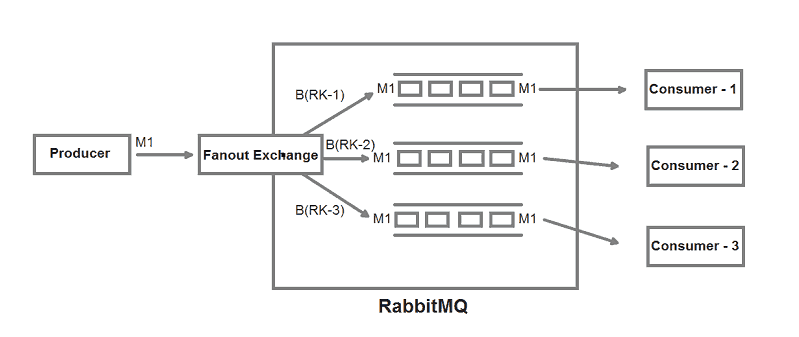 B(RK-1)
M1
M1
Consumer - 1
Producer
M1
Fanout Exchange
B(RK-2)
M1
M1
Consumer - 2
B(RK-3)
M1
M1
Consumer - 3
RabbitMQ